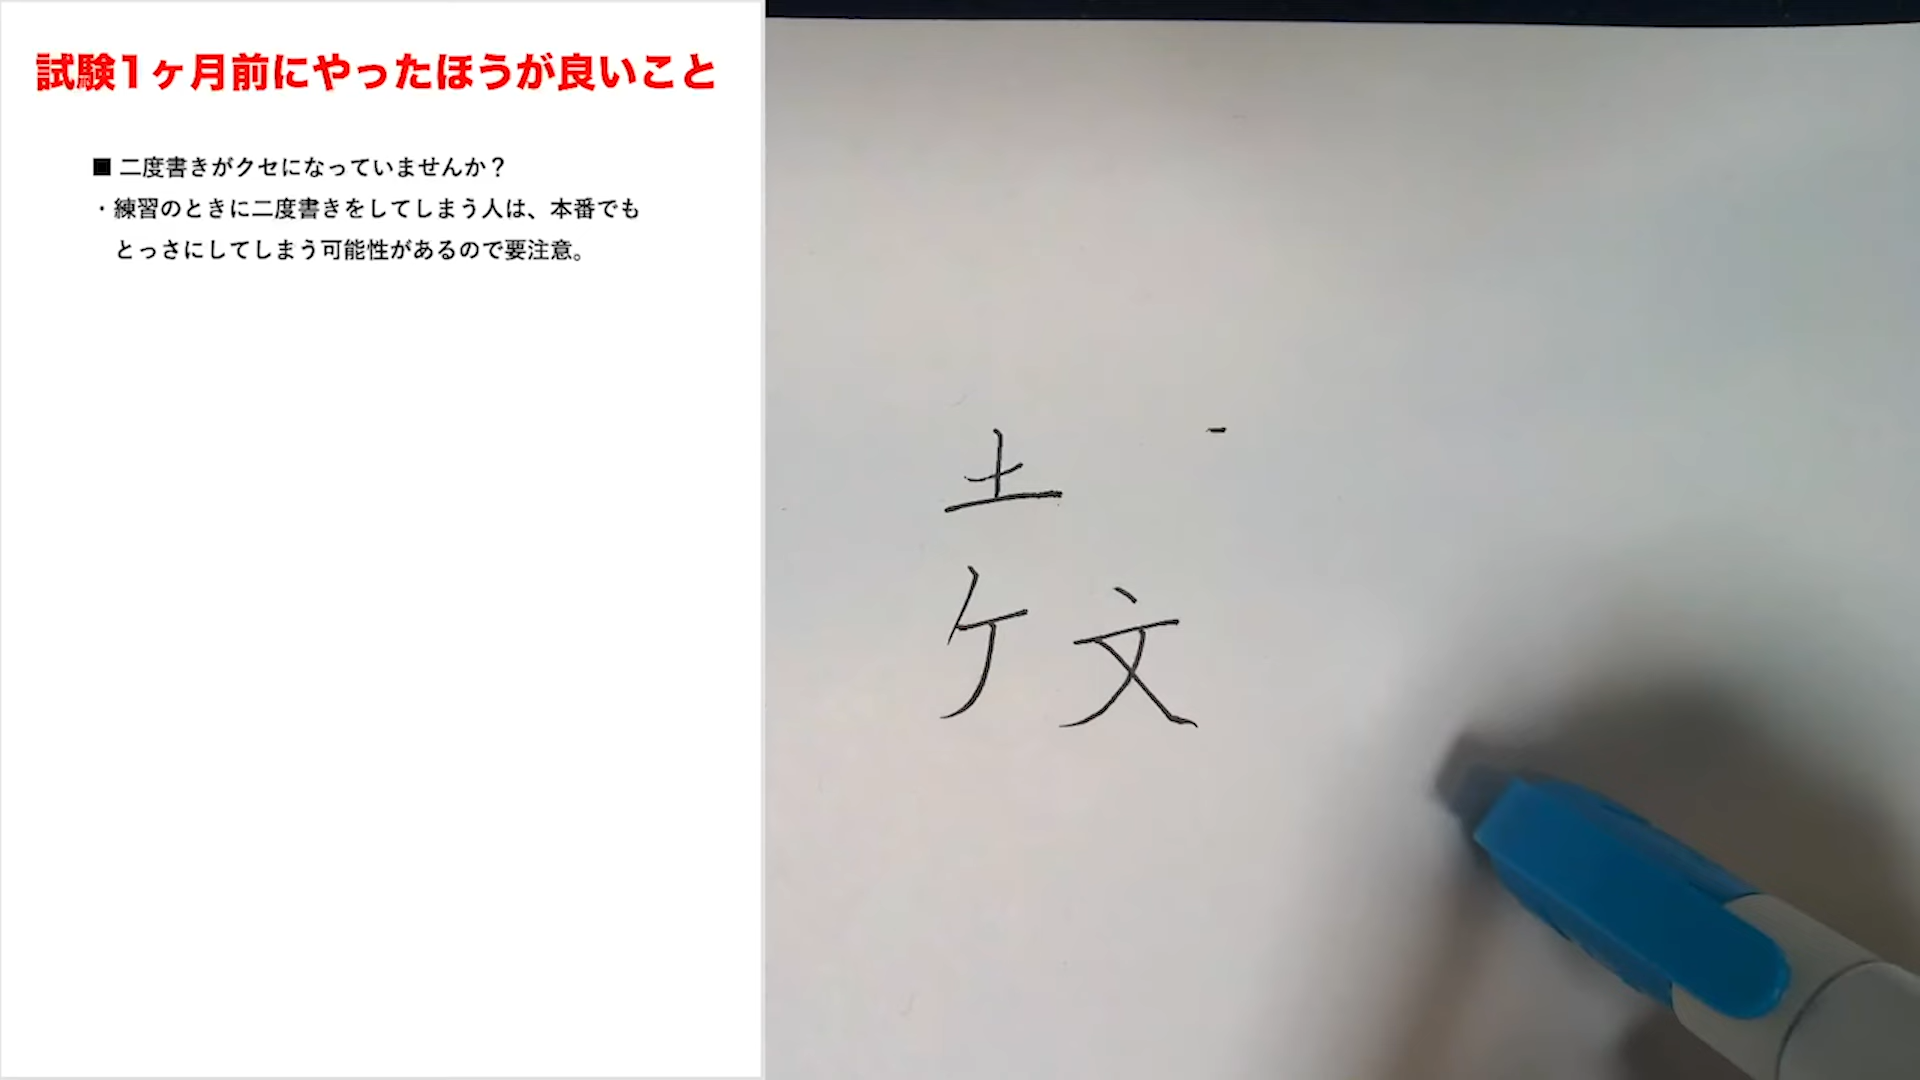 試験1ヶ月前にやったほうが良いこと
■ 二度書きがクセになっていませんか？
・練習のときに二度書きをしてしまう人は、本番でも
とっさにしてしまう可能性があるので要注意。
土
ケ文